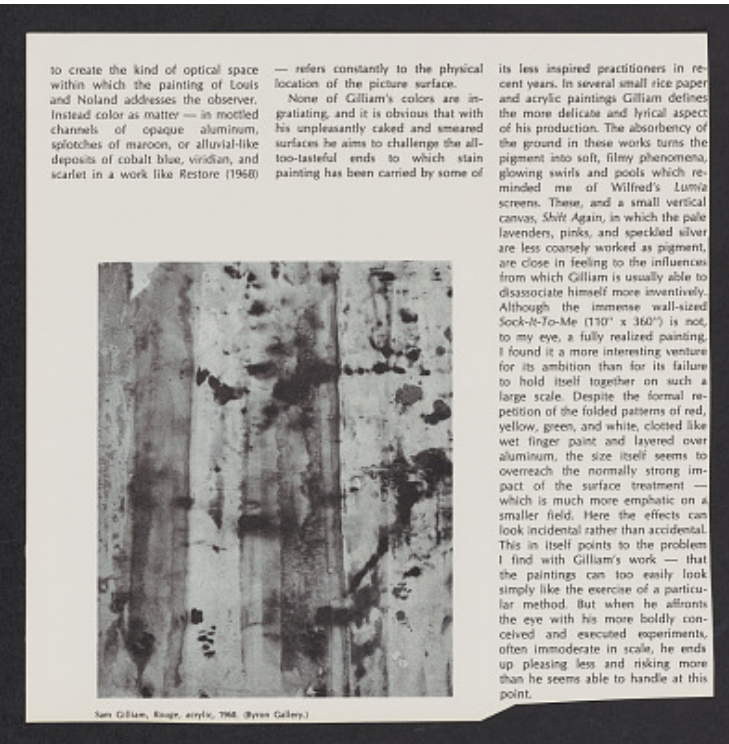 to create the kind of optical space
within which the painting of Louis
and Noland addresses the observer.
Instead color as matter — in mottled
channels of opaque aluminum,
splotches of maroon, or alluvial-like
deposits of cobalt blue, viridian, and
scarlet in a work like Restore (1968)
— refers constantly to the physical
location of the picture surface.
None of Gilliam's colors are in-
gratiating, and it is obvious that with
his unpleasantly caked and smeared
surfaces he aims to challenge the all-
too-tasteful ends to which stain
painting has been carried by some of
its less inspired practitioners in re-
cent years. In several small rice paper
and acrylic paintings Gilliam defines
the more delicate and lyrical aspect
of his production. The absorbency of
the ground in these works turns the
pigment into soft, filmy phenomena,
glowing swirls and pools which re-
minded me of Wilfred's Lumia
screens. These, and a small vertical
canvas, Shift Again, in which the pale
lavenders, pinks, and speckled silver
are less coarsely worked as pigment,
are close in feeling to the influences
from which Gilliam is usually able to
disassociate himself more inventively.
Although the immense wall-sized
Sock-It-To-Me (110" x 360") is not,
to my eye, a fully realized painting,
I found it a more interesting venture
for its ambition than for its failure
to hold itself together on such a
large scale. Despite the formal re-
petition of the folded patterns of red,
yellow, green, and white, clotted like
wet finger paint and layered over
aluminum, the size itself seems to
overreach the normally strong im-
pact of the surface treatment —
which is much more emphatic on a
smaller field. Here the effects can
look incidental rather than accidental.
This in itself points to the problem
I find with Gilliam's work — that
the paintings can too easily look
simply like the exercise of a particu-
lar method. But when he affronts
the eye with his more boldly con-
ceived and executed experiments,
often immoderate in scale, he ends
up pleasing less and risking more
than he seems able to handle at this
point.
Sam Gilliam, Rouge, acrylic, 1968. (Byron Gallery.)